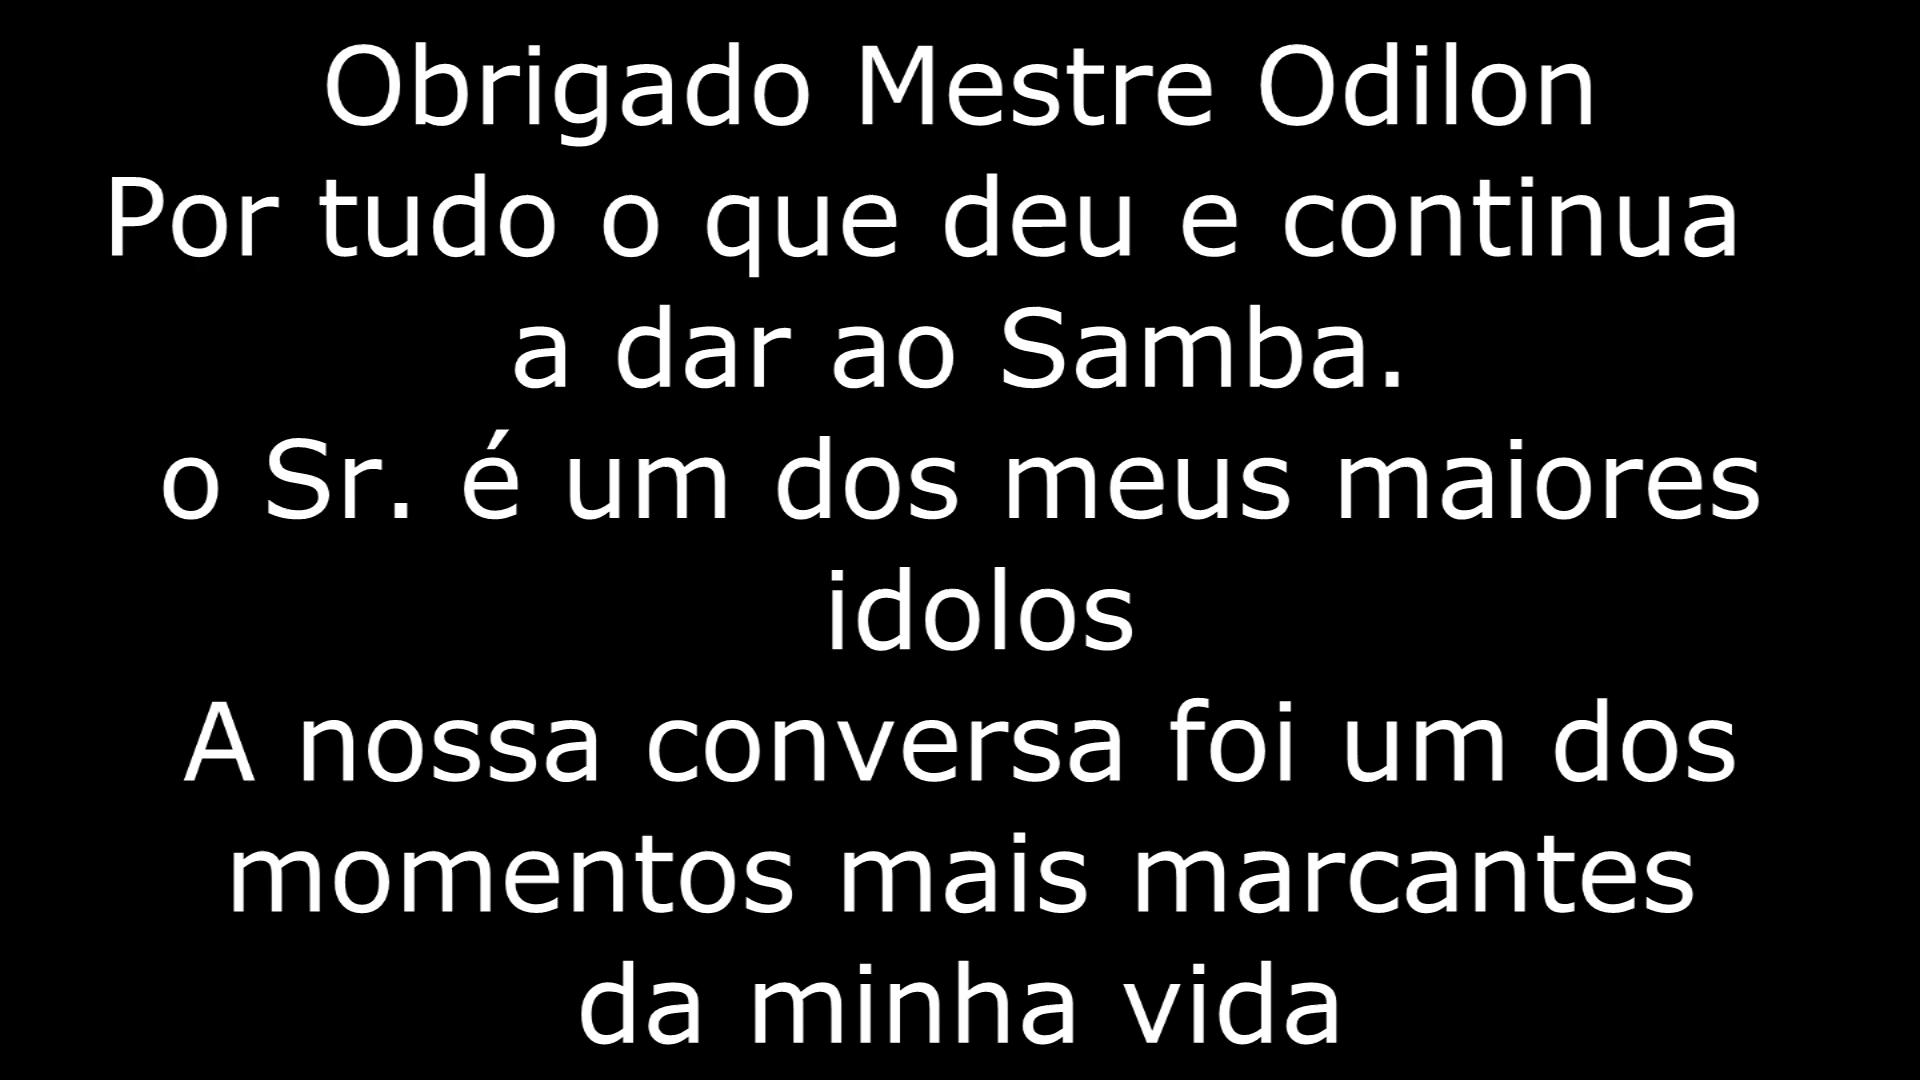 Obrigado Mestre Odilon
Por tudo o que deu e continua
a dar ao Samba.
o Sr. é um dos meus maiores
idolos
A nossa conversa foi um dos
momentos mais marcantes
da minha vida